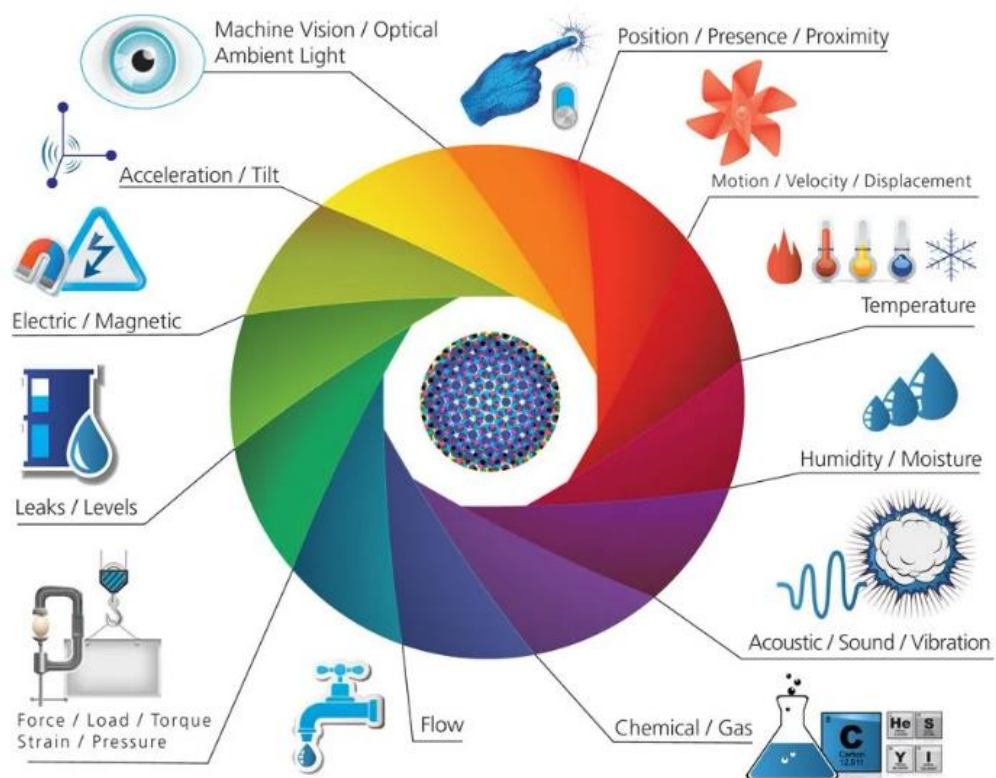 Machine Vision / Optical
Ambient Light
Position / Presence / Proximity
Acceleration / Tilt
Motion / Velocity / Displacement
Electric / Magnetic
Temperature
Leaks / Levels
Humidity / Moisture
Acoustic / Sound / Vibration
Force / Load / Torque
Strain / Pressure
Flow
Chemical / Gas
C
Carbon
He
S
Y
I